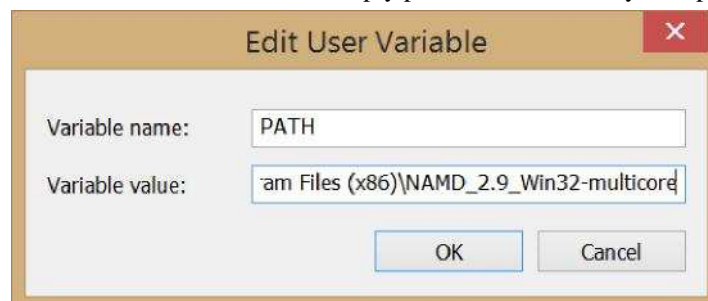 Edit User Variable
Variable name:
PATH
Variable value:
am Files (x86)\NAMD_2.9_Win32-multicore
OK
Cancel